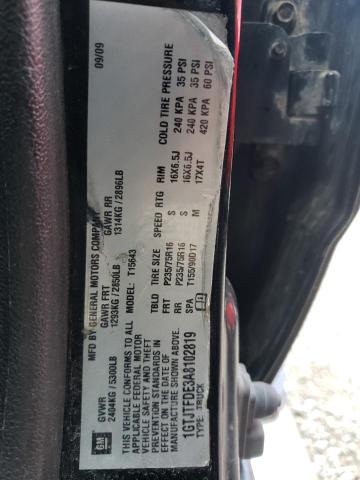 MFD BY GENERAL MOTORS COMPANY
09/09
GVWR GAWR FRT GAWR RR
2404KG / 5300LB 1293KG / 2850LB 1314KG / 2896LB
THIS VEHICLE CONFORMS TO ALL
APPLICABLE FEDERAL MOTOR
VEHICLE SAFETY AND THEFT
PREVENTION STANDARDS IN
EFFECT ON THE DATE OF
MANUFACTURE SHOWN ABOVE.
1GTJTFDE3A8102819
TYPE: TRUCK
MODEL: T15643
TBLD TIRE SIZE SPEED RTG RIM COLD TIRE PRESSURE
FRT P235/75R16 S 16X6.5J 240 KPA 35 PSI
RR P235/75R16 S 16X6.5J 240 KPA 35 PSI
T155/90D17 M 17X4T 420 KPA 60 PSI
GM